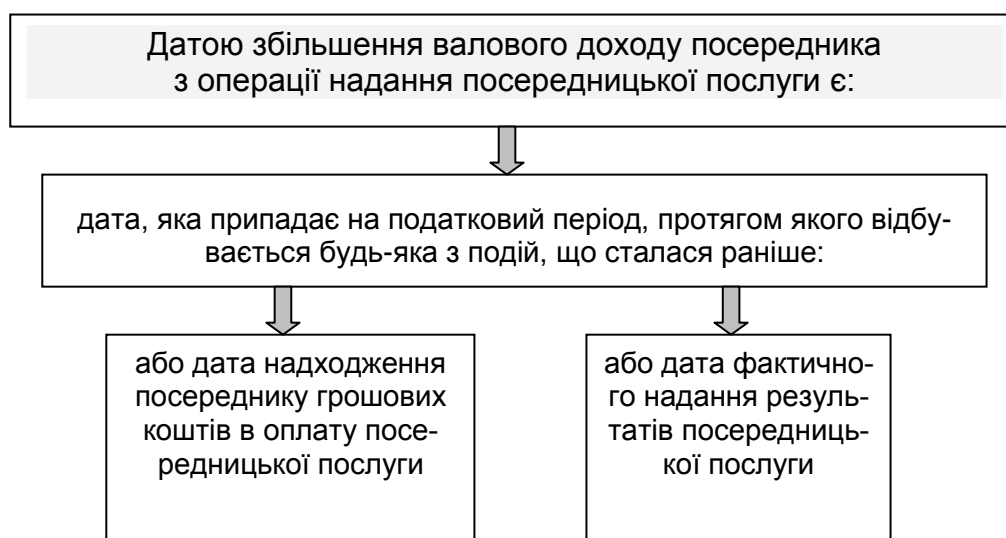 Датою збільшення валового доходу посередника
з операції надання посередницької послуги є:
дата, яка припадає на податковий період, протягом якого відбу-
вається будь-яка з подій, що сталася раніше:
або дата надходження
посереднику грошових
коштів в оплату посе-
редницької послуги
або дата фактично-
го надання резуль-
татів посередниць-
кої послуги